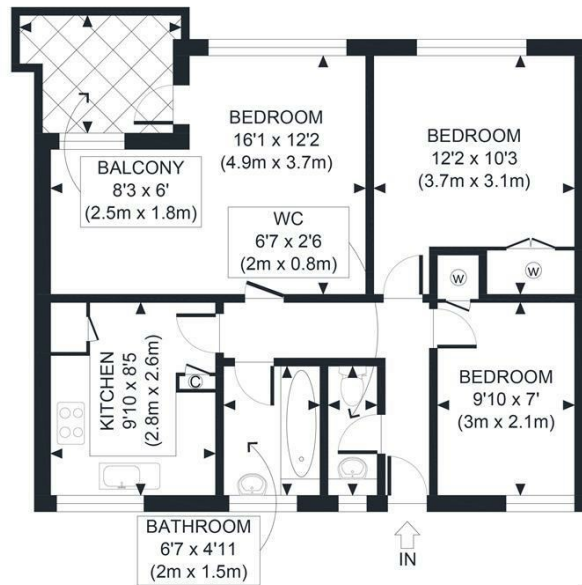 BEDROOM
16'1 x 12'2
(4.9m x 3.7m)
BEDROOM
12'2 x 10'3
(3.7m x 3.1m)
BALCONY
8'3 x 6'
(2.5m x 1.8m)
WC
6'7 x 2'6
(2m x 0.8m)
W
W
KITCHEN
9'10 x 8'5
(2.8m x 2.6m)
C
BEDROOM
9'10 x 7'
(3m x 2.1m)
BATHROOM
6'7 x 4'11
(2m x 1.5m)
IN